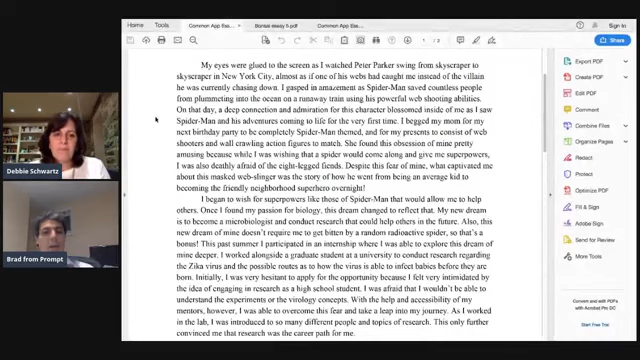 Home
Tools
Common App Ess...
Bonus essay 5.pdf
Common App Ess...
Sign In
1 / 2
Share
My eyes were glued to the screen as I watched Peter Parker swing from skyscraper to
skyscraper in New York City, almost as if one of his webs had caught me instead of the villain
he was currently chasing down. I gasped in amazement as Spider-Man saved countless people
from plummeting into the ocean on a runaway train using his powerful web shooting abilities.
On that day, a deep connection and admiration for this character blossomed inside of me as I saw
Spider-Man and his adventures coming to life for the very first time. I begged my mom for my
next birthday party to be completely Spider-Man themed, and for my presents to consist of web
shooters and wall crawling action figures to match. She found this obsession of mine pretty
amusing because while I was wishing that a spider would come along and give me superpowers,
I was also deathly afraid of the eight-legged fiends. Despite this fear of mine, what captivated me
about this masked web-slinger was the story of how he went from being an average kid to
becoming the friendly neighborhood superhero overnight!
I began to wish for superpowers like those of Spider-Man that would allow me to help
others. Once I found my passion for biology, this dream changed to reflect that. My new dream
is to become a microbiologist and conduct research that could help others in the future. Also, this
new dream of mine doesn't require me to get bitten by a random radioactive spider, so that's a
bonus! This past summer I participated in an internship where I was able to explore this dream of
mine deeper. I worked alongside a graduate student at a university to conduct research regarding
the Zika virus and the possible routes as to how the virus is able to infect babies before they are
born. Initially, I was very hesitant to apply for the opportunity because I felt very intimidated by
the idea of engaging in research as a high school student. I was afraid that I wouldn't be able to
understand the experiments or the virology concepts. With the help and accessibility of my
mentors, however, I was able to overcome this fear and take a leap into my journey. As I worked
in the lab, I was introduced to so many different people and topics of research. This only further
convinced me that research was the career path for me.
Export PDF
Create PDF
Edit PDF
Comment
Combine Files
Organize Pages
Redact
Protect
Optimize PDF
Fill & Sign
Adobe Sign
Send for Review
More Tools
Convert and edit PDFs
with Acrobat Pro DC
Start Free Trial
Debbie Schwartz
Brad from Prompt